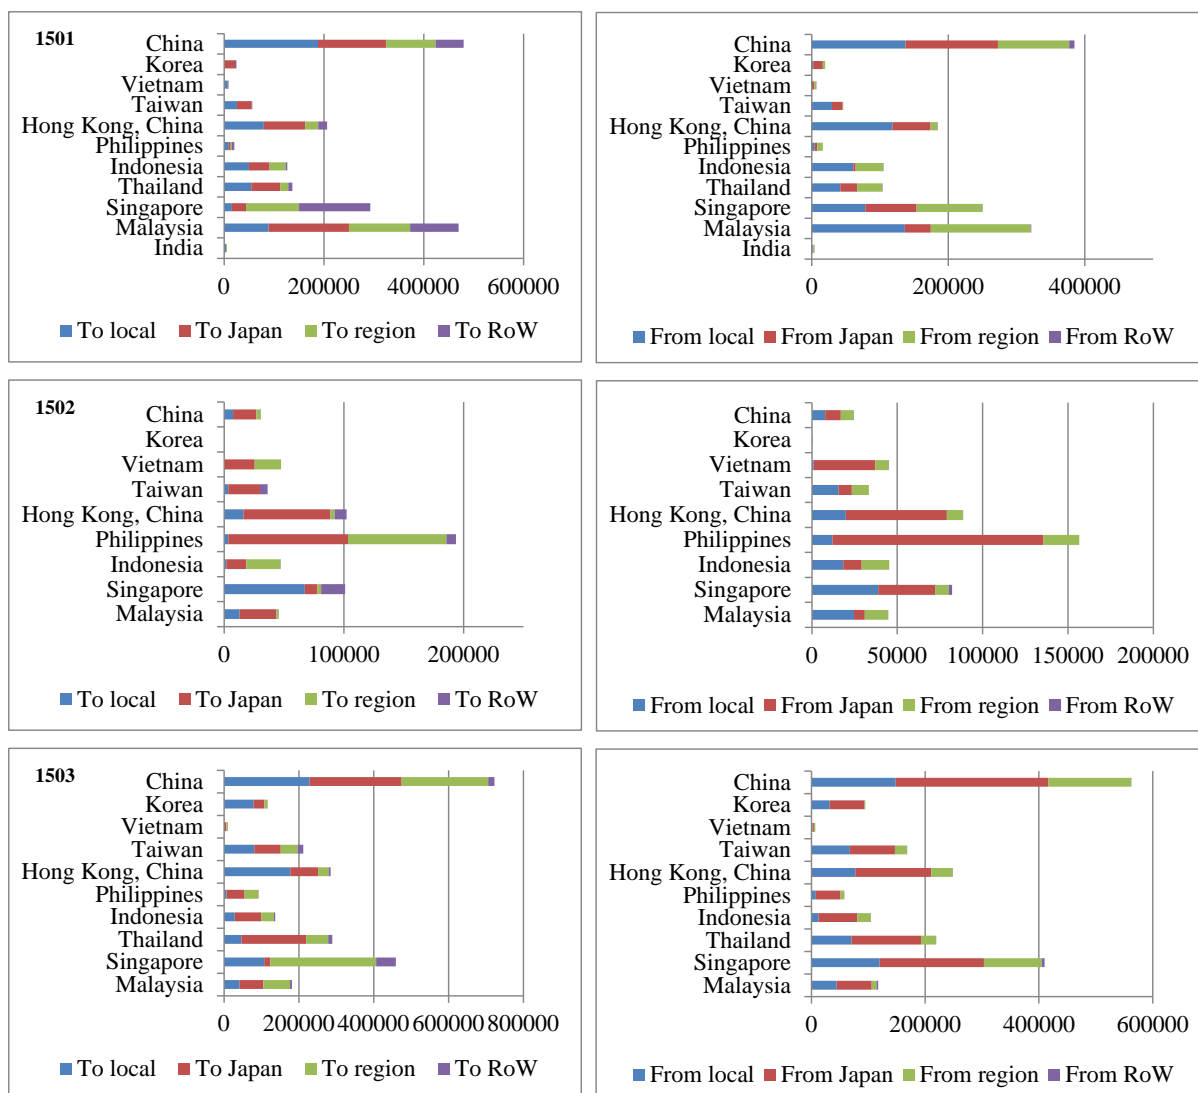 1501
China
Korea
Vietnam
Taiwan
Hong Kong, China
Philippines
Indonesia
Thailand
Singapore
Malaysia
India
0 200000 400000 600000
To local To Japan To region To RoW
China
Korea
Vietnam
Taiwan
Hong Kong, China
Philippines
Indonesia
Thailand
Singapore
Malaysia
India
0 200000 400000
From local From Japan From region From RoW
1502
China
Korea
Vietnam
Taiwan
Hong Kong, China
Philippines
Indonesia
Singapore
Malaysia
0 100000 200000
To local To Japan To region To RoW
China
Korea
Vietnam
Taiwan
Hong Kong, China
Philippines
Indonesia
Singapore
Malaysia
0 50000 100000 150000 200000
From local From Japan From region From RoW
1503
China
Korea
Vietnam
Taiwan
Hong Kong, China
Philippines
Indonesia
Thailand
Singapore
Malaysia
0 200000 400000 600000 800000
To local To Japan To region To RoW
China
Korea
Vietnam
Taiwan
Hong Kong, China
Philippines
Indonesia
Thailand
Singapore
Malaysia
0 200000 400000 600000
From local From Japan From region From RoW